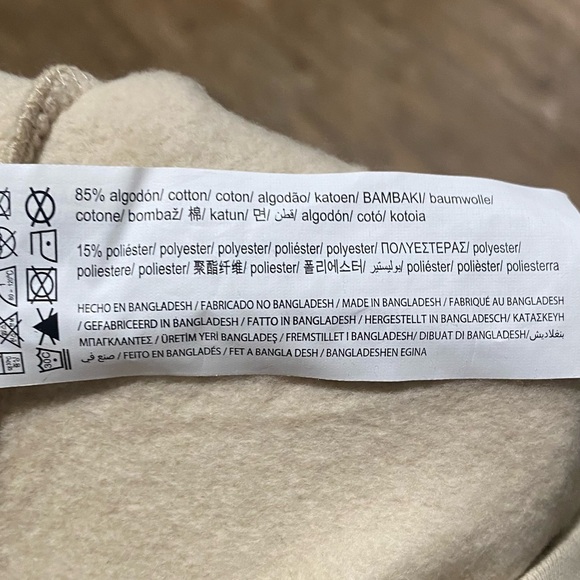 85% algodón/ cotton/ coton/ algodão/ katoen/ BAMBAKI/ baumwolle/
cotone/ bombaž/ 棉/ katun/ 면/ قطن/ algodón/ cotó/ kotoia
15% poliéster/ polyester/ polyester/ poliéster/ polyester/ ΠΟΛΥΕΣΤΕΡΑΣ/ polyester/
poliestere/ poliester/ 聚酯纤维/ poliester/ 폴리에스터/ بوليستير/ poliéster/ polièster/ poliesterra
HECHO EN BANGLADESH / FABRICADO NO BANGLADESH / MADE IN BANGLADESH / FABRIQUÉ AU BANGLADESH
/ GEFABRICEERD IN BANGLADESH / FATTO IN BANGLADESH / HERGESTELLT IN BANGLADESCH/ ΚΑΤΑΣΚΕΥΗ
ΜΠΑΓΚΛΑΝΤΕΣ / ÜRETİM YERİ BANGLADEŞ / FREMSTILLET I BANGLADESH/ DIBUAT DI BANGLADESH /بنغلاديش
صنع في / FEITO EN BANGLADÉS / FET A BANGLA DESH / BANGLADESHEN EGINA
30°C